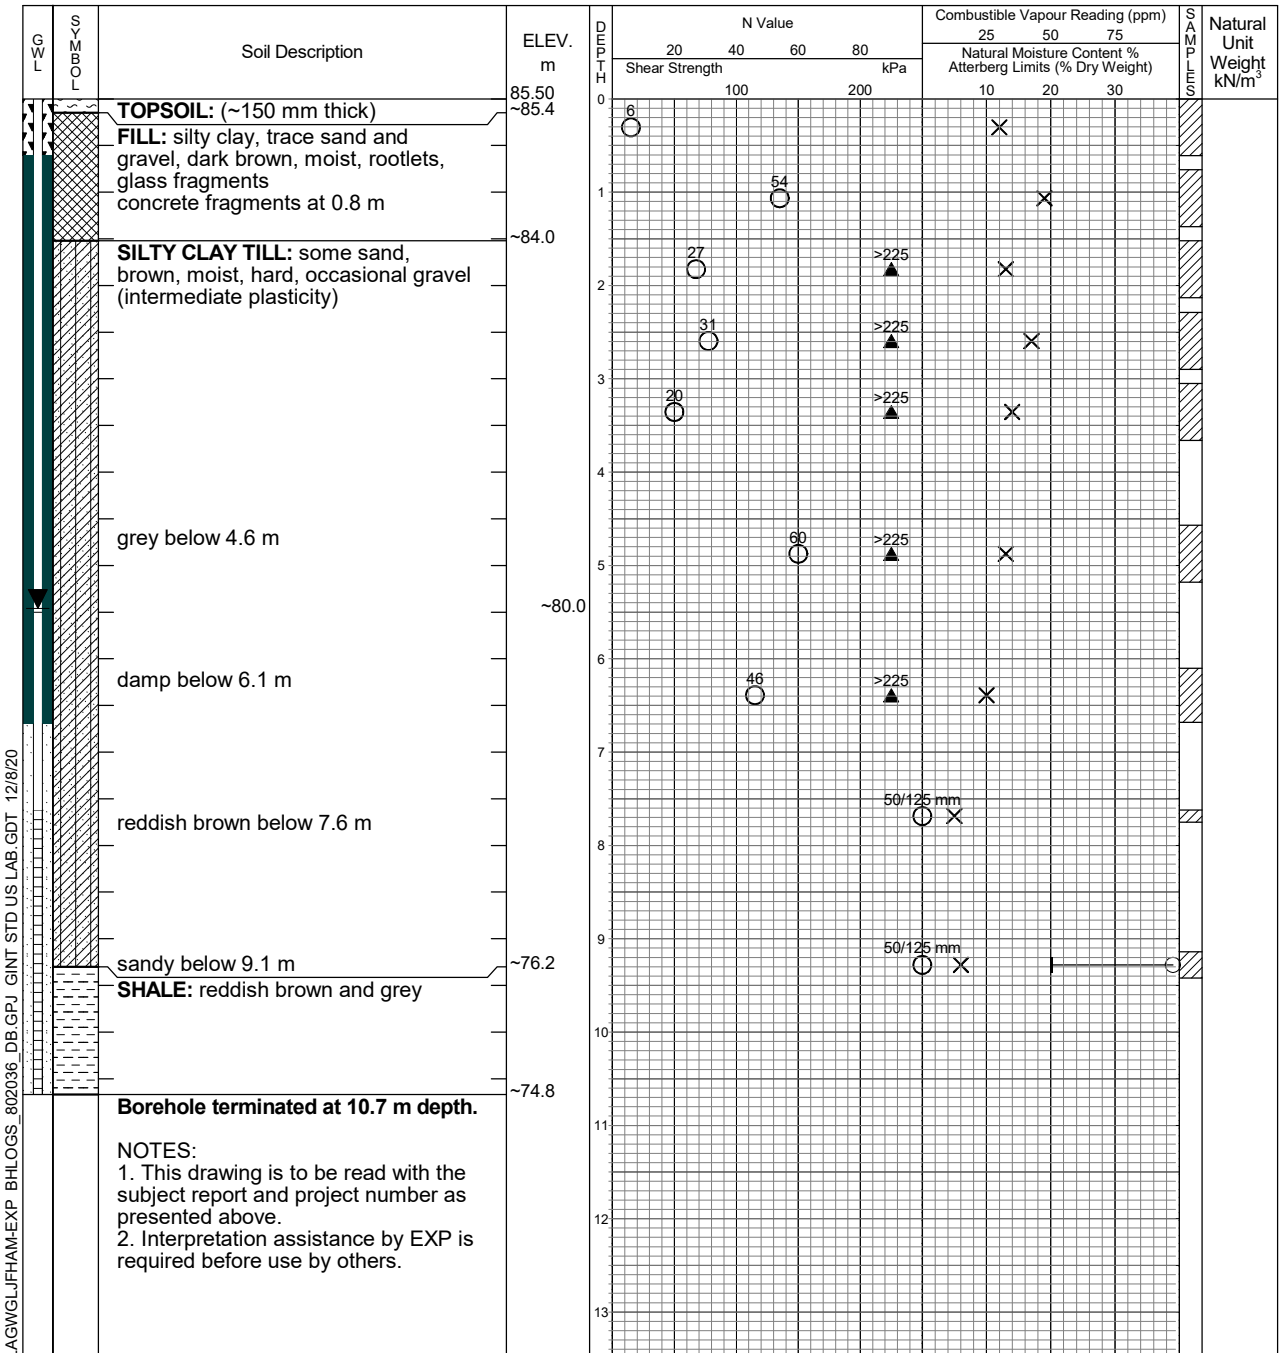 GWL
SYMBOL
Soil Description
ELEV.
m
DEPTH
N Value
20 40 60 80
Shear Strength kPa
100 200
Combustible Vapour Reading (ppm)
25 50 75
Natural Moisture Content %
Atterberg Limits (% Dry Weight)
10 20 30
SAMPLES
Natural
Unit
Weight
kN/m3
85.50
0
TOPSOIL: (~150 mm thick)
~85.4
6
FILL: silty clay, trace sand and
gravel, dark brown, moist, rootlets,
glass fragments
concrete fragments at 0.8 m
54
1
~84.0
SILTY CLAY TILL: some sand,
brown, moist, hard, occasional gravel
(intermediate plasticity)
27 >225
2
31 >225
3
20 >225
4
grey below 4.6 m
60 >225
5
~80.0
6
damp below 6.1 m
46 >225
7
reddish brown below 7.6 m
50/125 mm
8
9
sandy below 9.1 m
50/125 mm
~76.2
SHALE: reddish brown and grey
10
~74.8
Borehole terminated at 10.7 m depth.
11
NOTES:
1. This drawing is to be read with the
subject report and project number as
presented above.
12
2. Interpretation assistance by EXP is
required before use by others.
13
AGWGLJFHAM-EXP BHLOGS_802036_DB.GPJ GINT STD US LAB.GDT 12/8/20